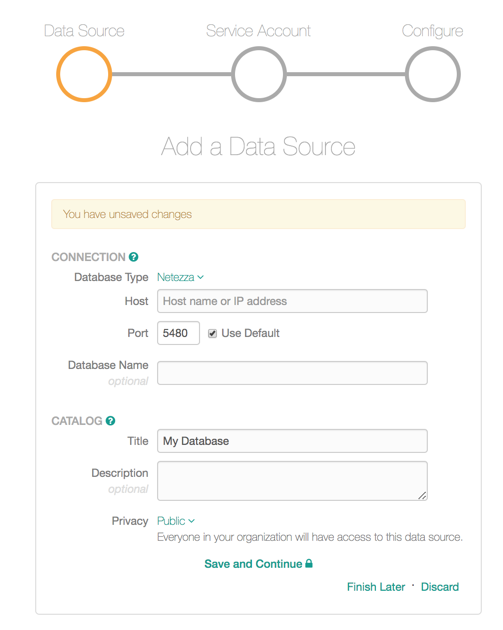 Data Source Service Account Configure
Add a Data Source
You have unsaved changes
CONNECTION ?
Database Type Netezza
Host Host name or IP address
Port 5480 Use Default
Database Name
optional
CATALOG ?
Title My Database
Description
optional
Privacy Public
Everyone in your organization will have access to this data source.
Save and Continue
Finish Later · Discard